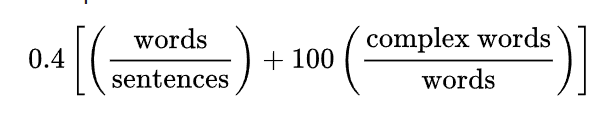 0.4 [ ( words / sentences ) + 100 ( complex words / words ) ]